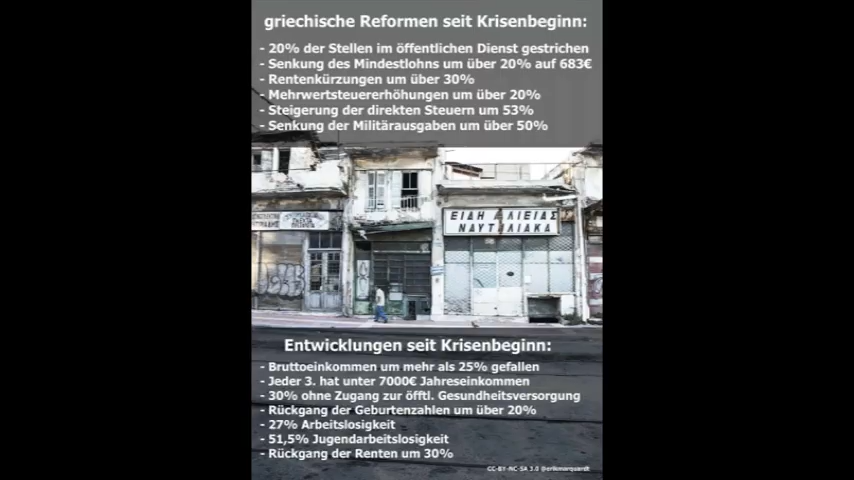 griechische Reformen seit Krisenbeginn:
- 20% der Stellen im öffentlichen Dienst gestrichen
- Senkung des Mindestlohns um über 20% auf 683€
- Rentenkürzungen um über 30%
- Mehrwertsteuererhöhungen um über 20%
- Steigerung der direkten Steuern um 53%
- Senkung der Militärausgaben um über 50%
ΕΙΔΗ ΑΛΙΕΙΑΣ
ΝΑΥΤΙΛΙΑΚΑ
Entwicklungen seit Krisenbeginn:
- Bruttoeinkommen um mehr als 25% gefallen
- Jeder 3. hat unter 7000€ Jahreseinkommen
- 30% ohne Zugang zur öfftl. Gesundheitsversorgung
- Rückgang der Geburtenzahlen um über 20%
- 27% Arbeitslosigkeit
- 51,5% Jugendarbeitslosigkeit
- Rückgang der Renten um 30%
CC-BY-NC-SA 3.0 @erikmarquardt